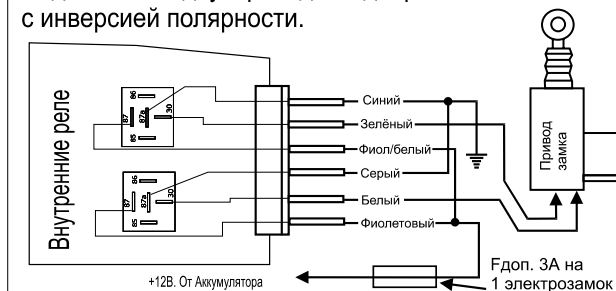 с инверсией полярности.
Внутренние реле
86
87
87a
30
85
86
87
87a
30
85
Синий
Зелёный
Фиол/белый
Серый
Белый
Фиолетовый
Привод
замка
+12В. От Аккумулятора
Fдоп. 3А на
1 электрозамок